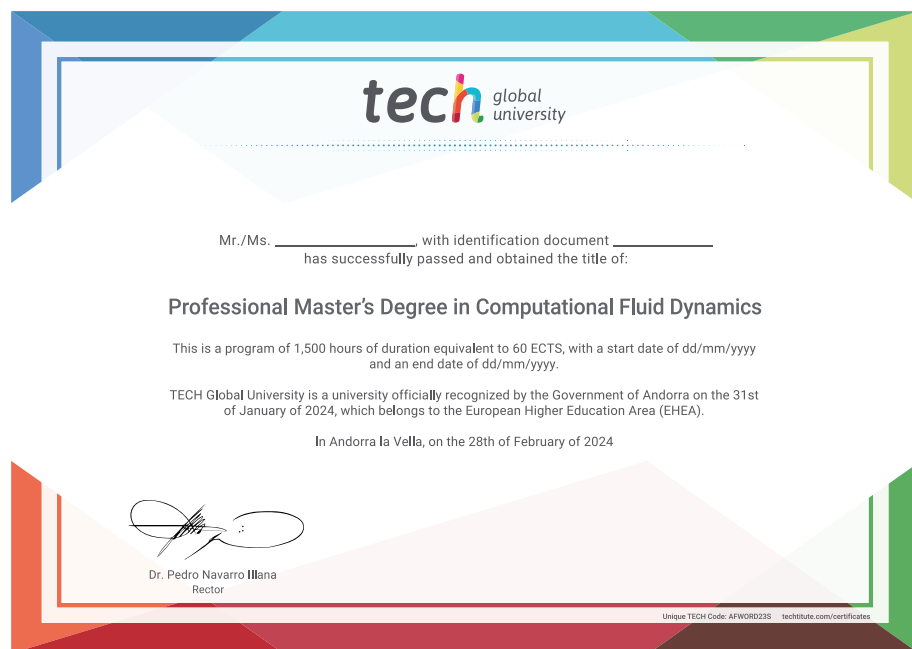 tech global university
Mr./Ms. ____________, with identification document ____________
has successfully passed and obtained the title of:
Professional Master's Degree in Computational Fluid Dynamics
This is a program of 1,500 hours of duration equivalent to 60 ECTS, with a start date of dd/mm/yyyy
and an end date of dd/mm/yyyy.
TECH Global University is a university officially recognized by the Government of Andorra on the 31st
of January of 2024, which belongs to the European Higher Education Area (EHEA).
In Andorra la Vella, on the 28th of February of 2024
Dr. Pedro Navarro Illana
Rector
Unique TECH Code: AFWORD23S techtitute.com/certificates